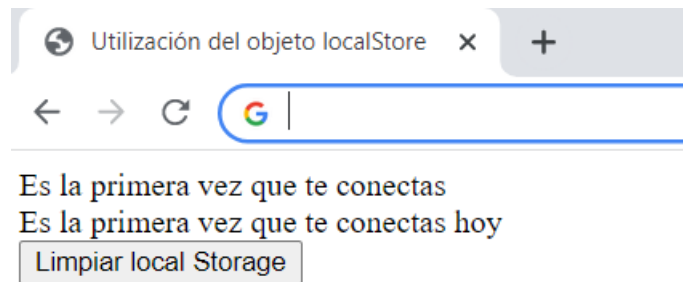 Utilización del objeto localStore
Es la primera vez que te conectas
Es la primera vez que te conectas hoy
Limpiar local Storage